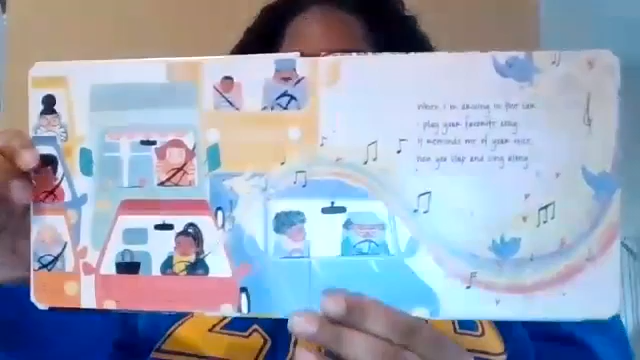 When I'm driving in our car
I play your favorite song.
It reminds me of your voice,
how you clap and sing along.